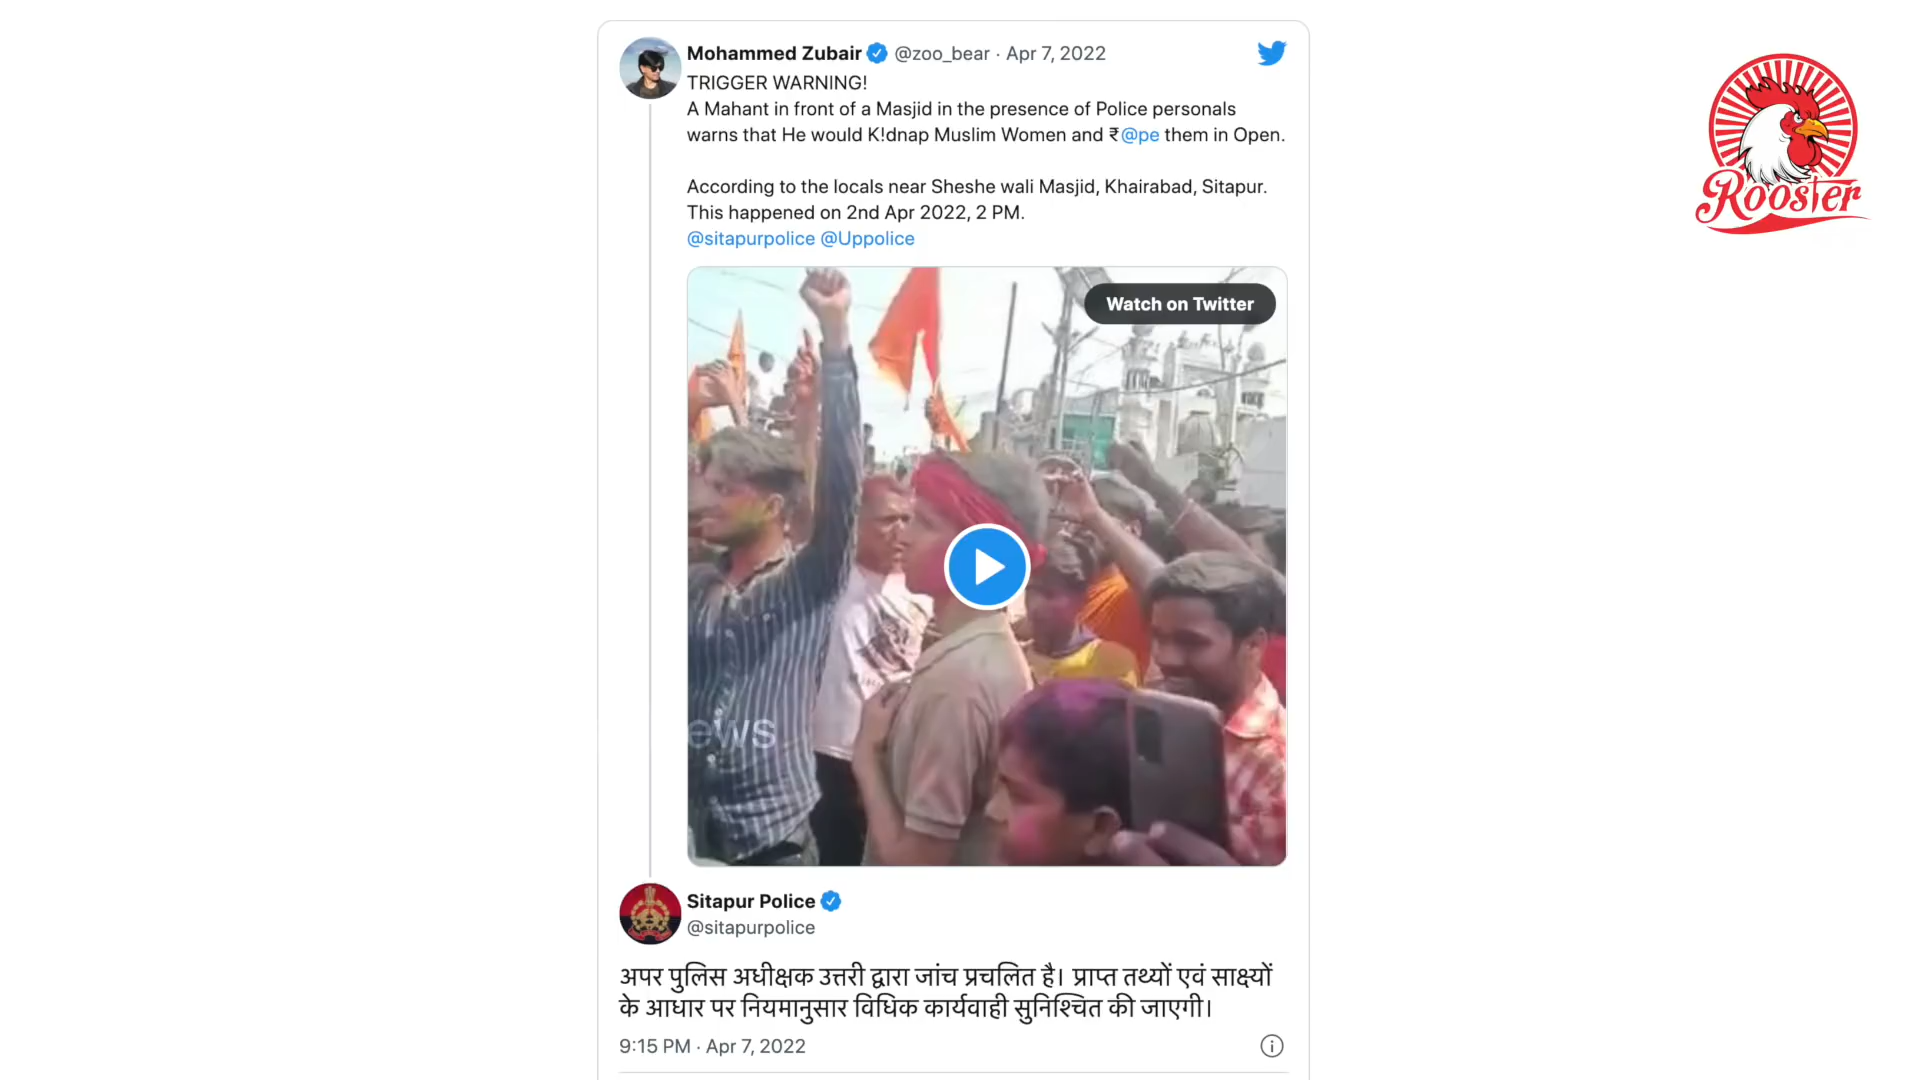 Mohammed Zubair @zoo_bear · Apr 7, 2022
TRIGGER WARNING!
A Mahant in front of a Masjid in the presence of Police personals
warns that He would K!dnap Muslim Women and ₹@pe them in Open.
According to the locals near Sheshe wali Masjid, Khairabad, Sitapur.
This happened on 2nd Apr 2022, 2 PM.
@sitapurpolice @Uppolice
Watch on Twitter
ews
Sitapur Police
@sitapurpolice
अपर पुलिस अधीक्षक उत्तरी द्वारा जांच प्रचलित है। प्राप्त तथ्यों एवं साक्ष्यों
के आधार पर नियमानुसार विधिक कार्यवाही सुनिश्चित की जाएगी।
9:15 PM · Apr 7, 2022
Rooster